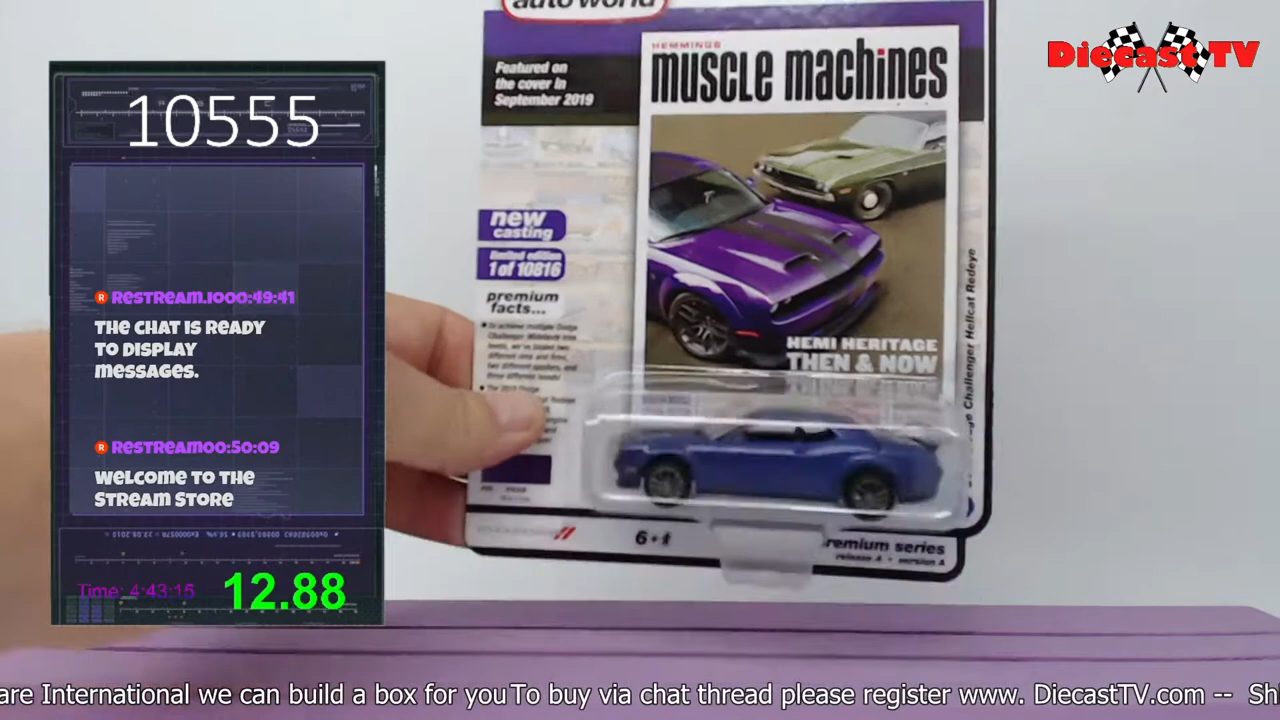 auto world
Diecast TV
HEMMINGS
muscle machines
Featured on
the cover in
September 2019
10555
new
casting
limited edition
1 of 10816
premium
facts...
Restream.1000:49:41
THE CHAT IS READY
TO DISPLAY
MESSAGES.
HEMI HERITAGE
THEN & NOW
Challenger Hellcat Redeye
Restream00:50:09
WELCOME TO THE
STREAM STORE
6+
premium series
release A • version A
Time: 4:43:15
12.88
are International we can build a box for you To buy via chat thread please register www. DiecastTV.com -- Sh